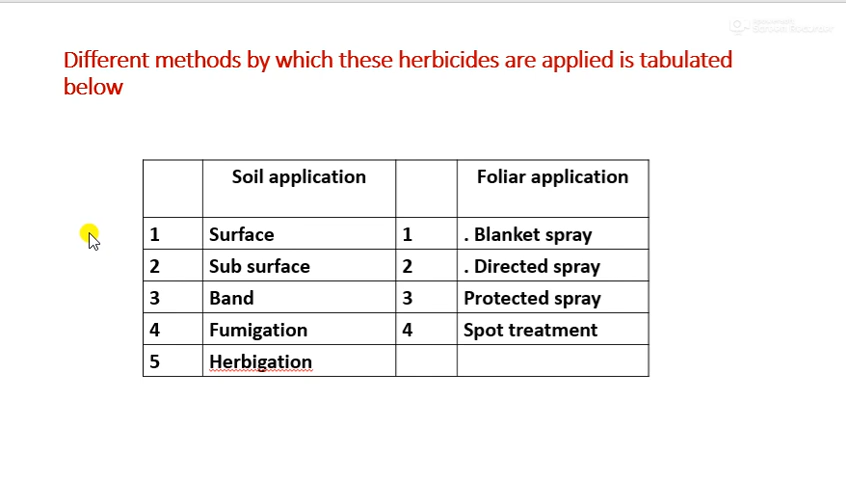 Different methods by which these herbicides are applied is tabulated
below
Soil application Foliar application
1 Surface 1 . Blanket spray
2 Sub surface 2 . Directed spray
3 Band 3 Protected spray
4 Fumigation 4 Spot treatment
5 Herbigation